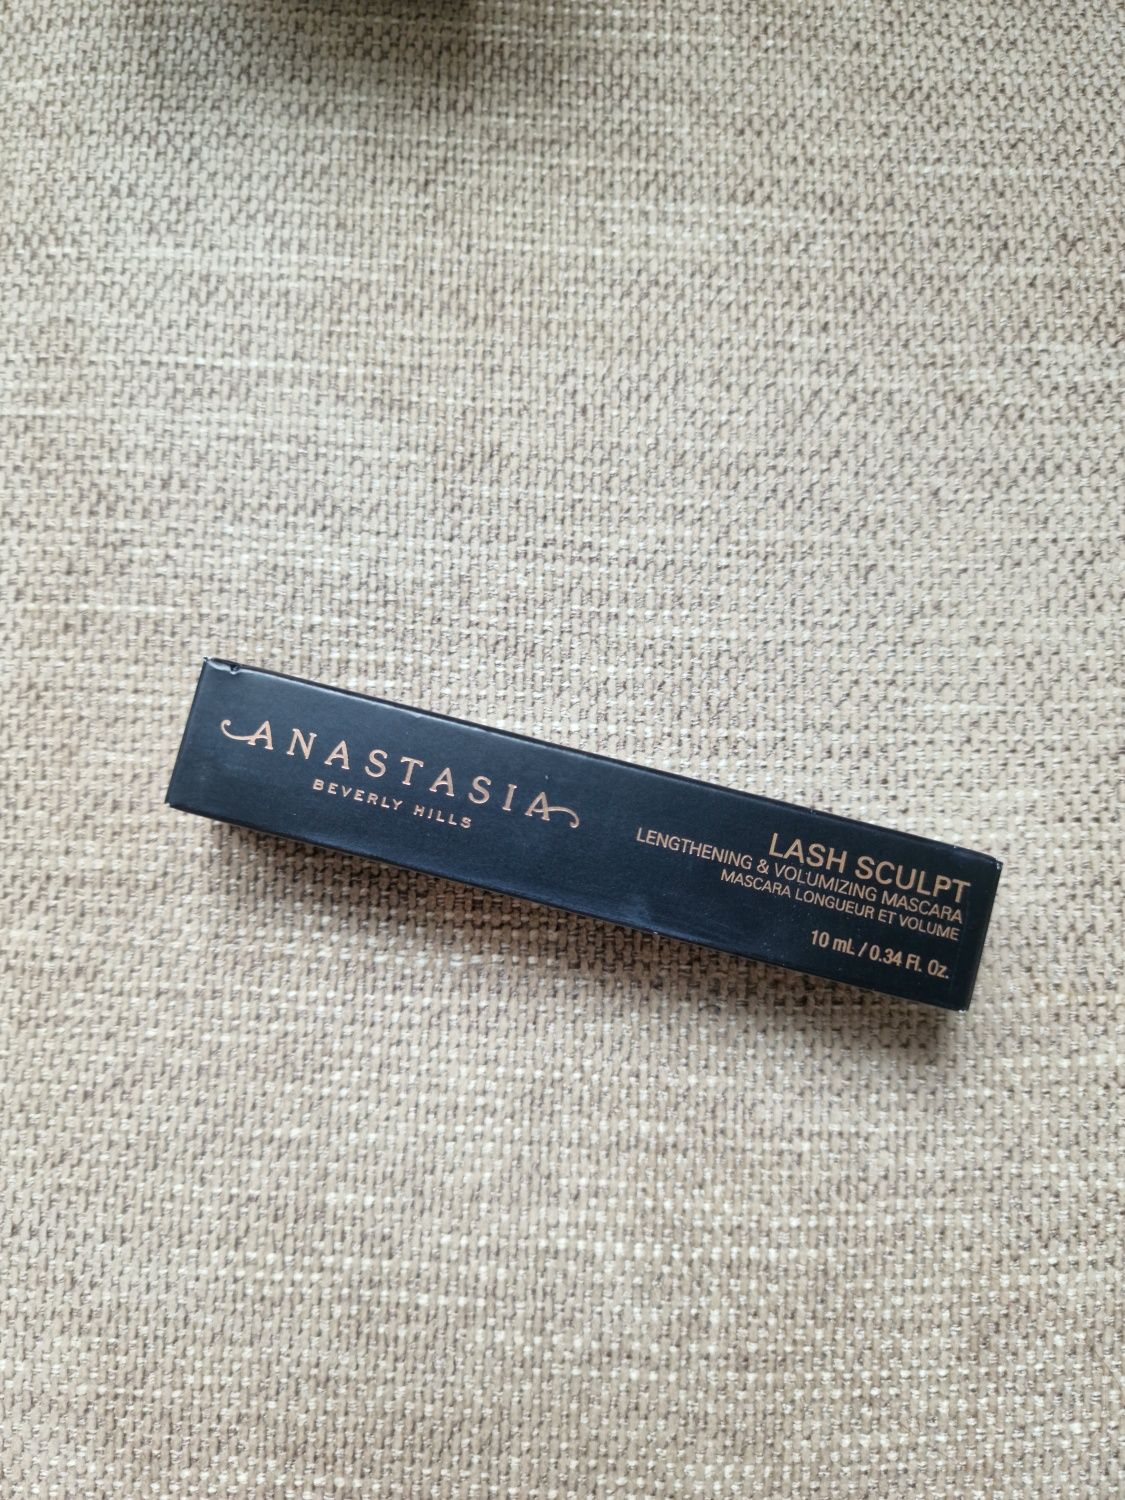 ANASTASIA
BEVERLY HILLS
LASH SCULPT
LENGTHENING & VOLUMIZING MASCARA
MASCARA LONGUEUR ET VOLUME
10 mL / 0.34 Fl. Oz.